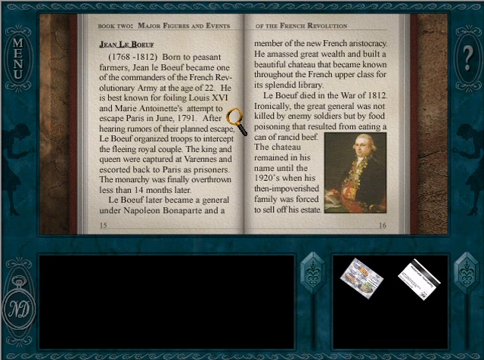 MENU
?
BOOK TWO: MAJOR FIGURES AND EVENTS
JEAN LE BOEUF
(1768 -1812) Born to peasant
farmers, Jean le Boeuf became one
of the commanders of the French Rev-
olutionary Army at the age of 22. He
is best known for foiling Louis XVI
and Marie Antoinette's attempt to
escape Paris in June, 1791. After
hearing rumors of their planned escape,
Le Boeuf organized troops to intercept
the fleeing royal couple. The king and
queen were captured at Varennes and
escorted back to Paris as prisoners.
The monarchy was finally overthrown
less than 14 months later.
Le Boeuf later became a general
under Napoleon Bonaparte and a
15
OF THE FRENCH REVOLUTION
member of the new French aristocracy.
He amassed great wealth and built a
beautiful chateau that became known
throughout the French upper class for
its splendid library.
Le Boeuf died in the War of 1812.
Ironically, the great general was not
killed by enemy soldiers but by food
poisoning that resulted from eating a
can of rancid beef.
The chateau
remained in his
name until the
1920's when his
then-impoverished
family was forced
to sell off his estate.
16
ND